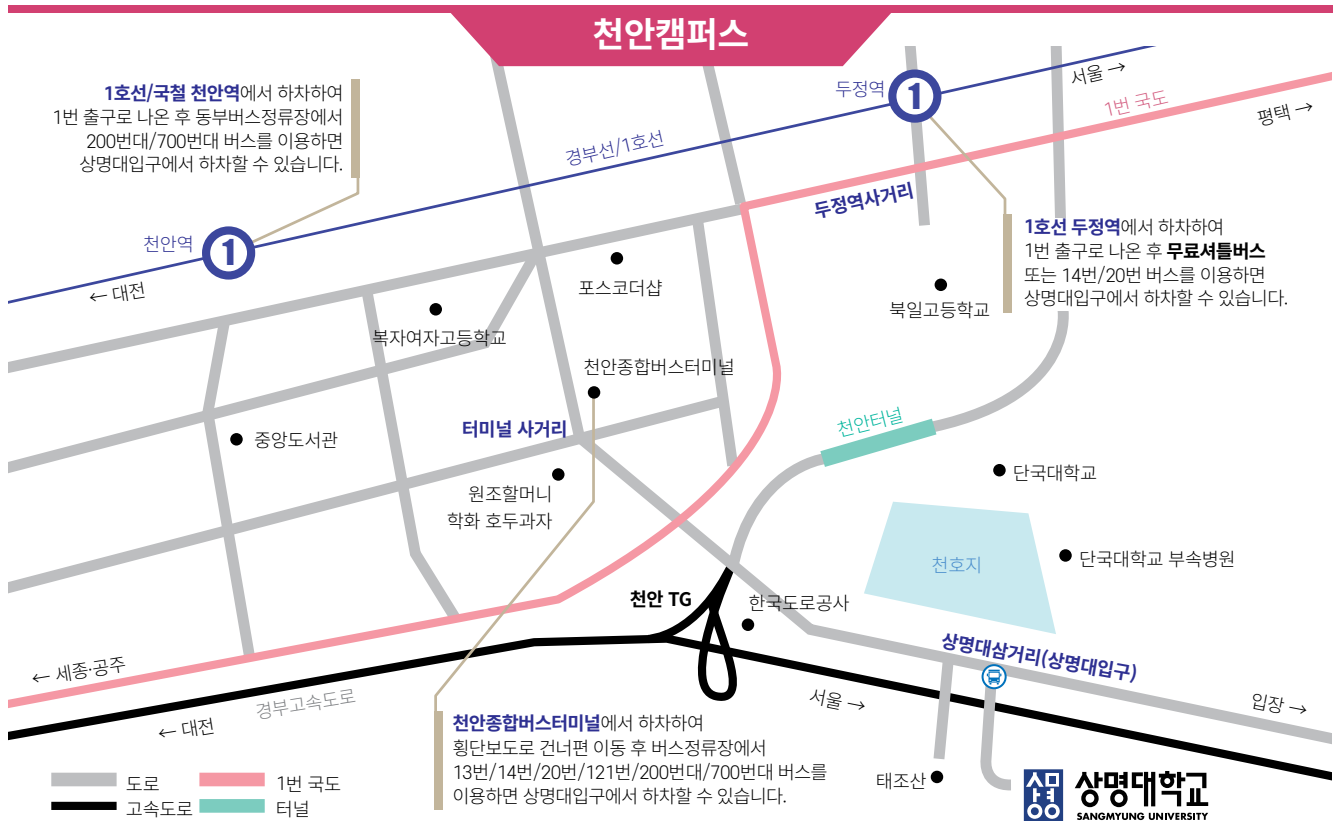 천안캠퍼스
1호선/국철 천안역에서 하차하여
1번 출구로 나온 후 동부버스정류장에서
200번대/700번대 버스를 이용하면
상명대입구에서 하차할 수 있습니다.
두정역
1
서울 →
1번 국도
평택 →
경부선/1호선
두정역사거리
천안역
1
← 대전
1호선 두정역에서 하차하여
1번 출구로 나온 후 무료셔틀버스
또는 14번/20번 버스를 이용하면
상명대입구에서 하차할 수 있습니다.
포스코더샵
북일고등학교
복자여자고등학교
천안종합버스터미널
터미널 사거리
천안터널
중앙도서관
원조할머니
학화 호두과자
단국대학교
천호지
단국대학교 부속병원
천안 TG
한국도로공사
상명대삼거리(상명대입구)
← 세종·공주
경부고속도로
← 대전
서울 →
입장 →
천안종합버스터미널에서 하차하여
횡단보도로 건너편 이동 후 버스정류장에서
13번/14번/20번/121번/200번대/700번대 버스를
이용하면 상명대입구에서 하차할 수 있습니다.
태조산
도로
1번 국도
고속도로
터널
상명
상명대학교
SANGMYUNG UNIVERSITY